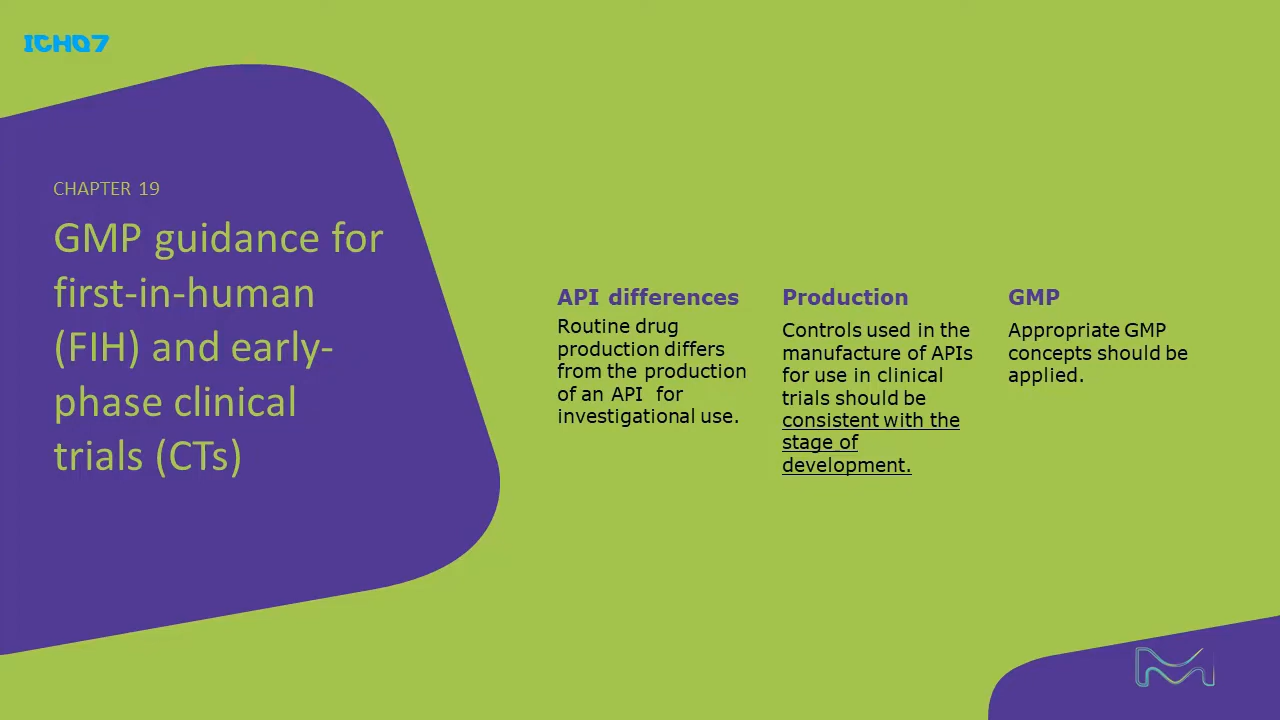 ICHQ7
CHAPTER 19
GMP guidance for
first-in-human
(FIH) and early-
phase clinical
trials (CTs)
API differences
Routine drug
production differs
from the production
of an API for
investigational use.
Production
Controls used in the
manufacture of APIs
for use in clinical
trials should be
consistent with the
stage of
development.
GMP
Appropriate GMP
concepts should be
applied.